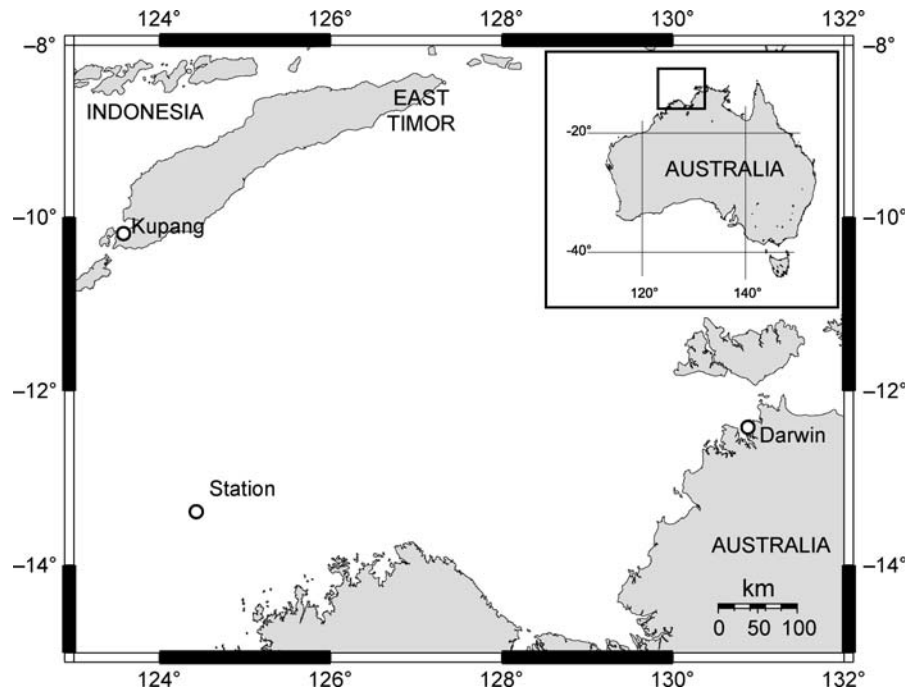 124° 126° 128° 130° 132°
–8° –8°
INDONESIA
EAST
TIMOR
–20°
AUSTRALIA
–40°
120° 140°
–10° –10°
Kupang
–12° –12°
Darwin
Station
–14° –14°
AUSTRALIA
km
0 50 100
124° 126° 128° 130° 132°